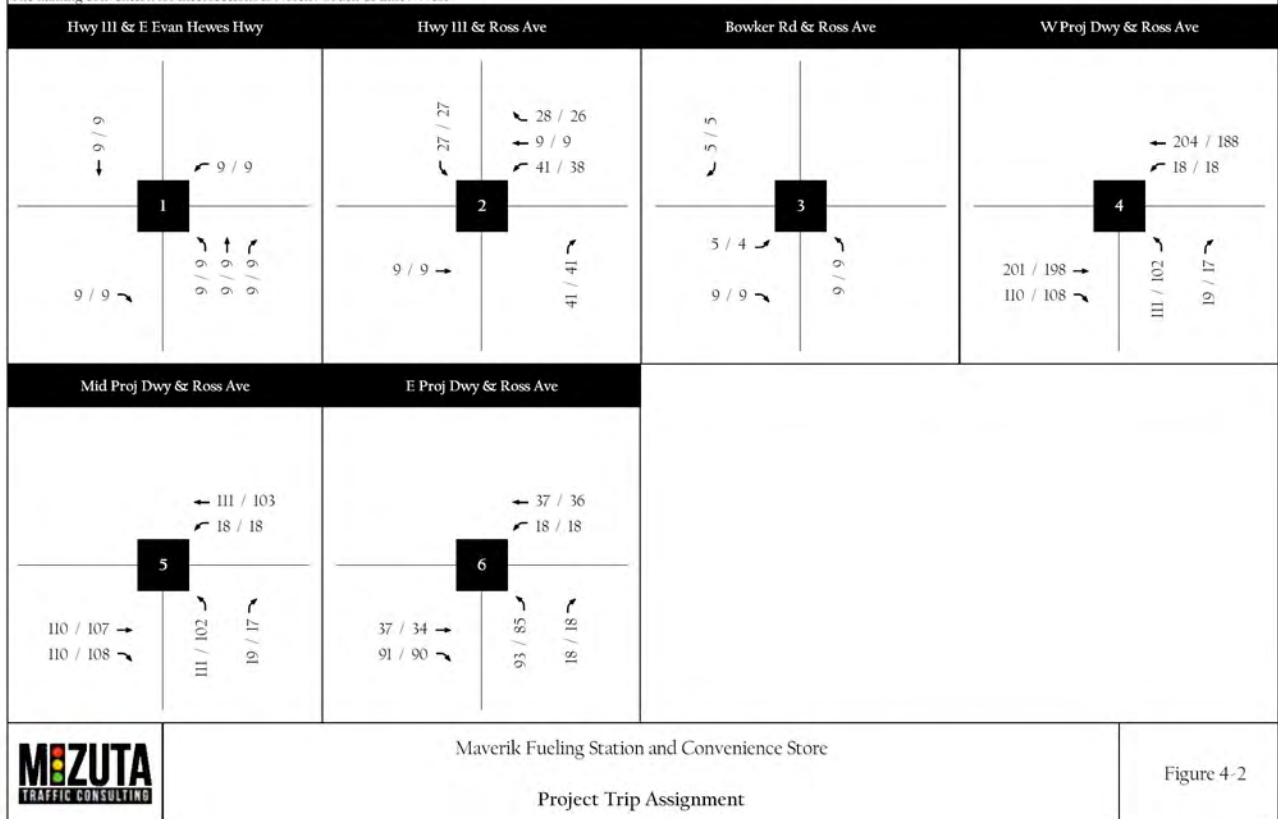 Hwy 111 & E Evan Hewes Hwy
Hwy 111 & Ross Ave
Bowker Rd & Ross Ave
W Proj Dwy & Ross Ave
9 / 9
9 / 9
1
9 / 9
9 / 9
9 / 9
9 / 9
27 / 27
28 / 26
9 / 9
41 / 38
2
9 / 9
41 / 41
5 / 5
3
5 / 4
9 / 9
9 / 9
204 / 188
18 / 18
4
201 / 198
110 / 108
111 / 102
19 / 17
Mid Proj Dwy & Ross Ave
E Proj Dwy & Ross Ave
111 / 103
18 / 18
5
110 / 107
110 / 108
111 / 102
19 / 17
37 / 36
18 / 18
6
37 / 34
91 / 90
93 / 85
18 / 18
MIZUTA
TRAFFIC CONSULTING
Maverik Fueling Station and Convenience Store
Project Trip Assignment
Figure 4-2